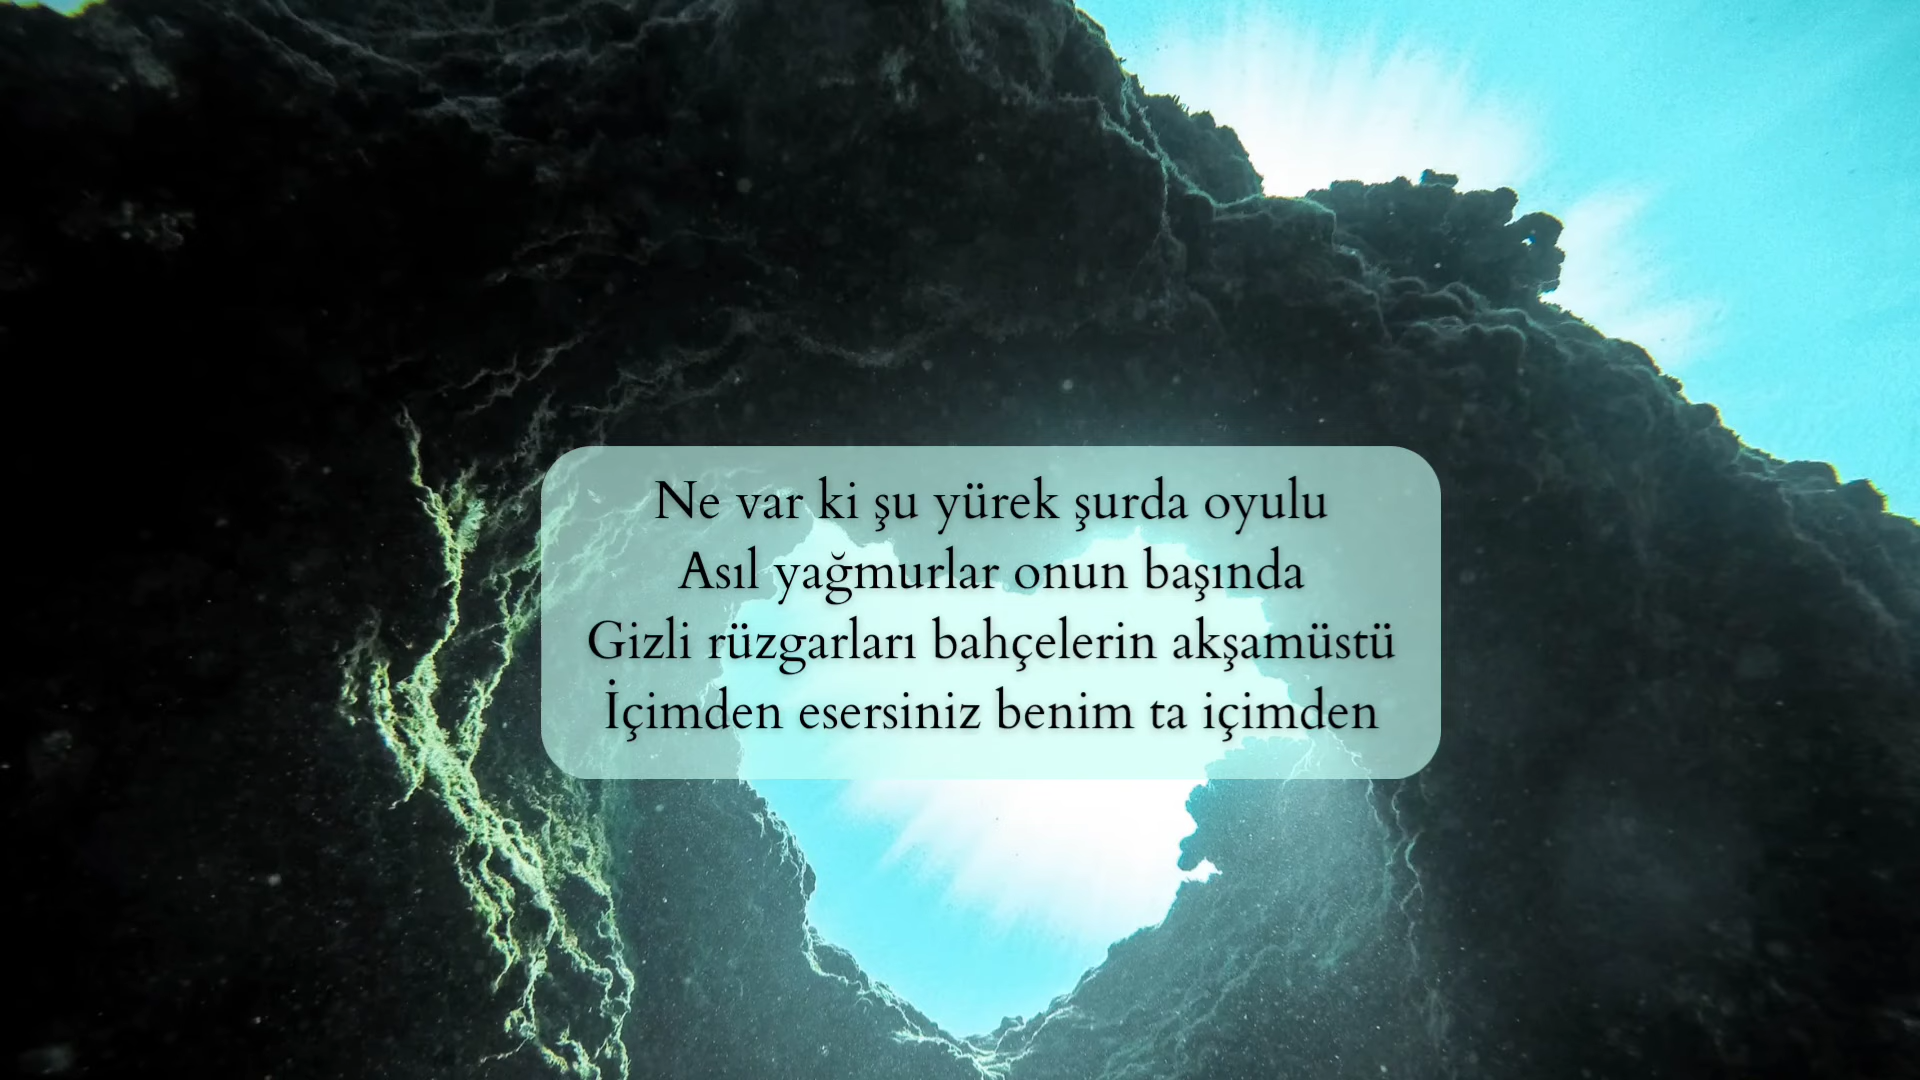 Ne var ki şu yürek şurda oyulu
Asıl yağmurlar onun başında
Gizli rüzgarları bahçelerin akşamüstü
İçimden esersiniz benim ta içimden